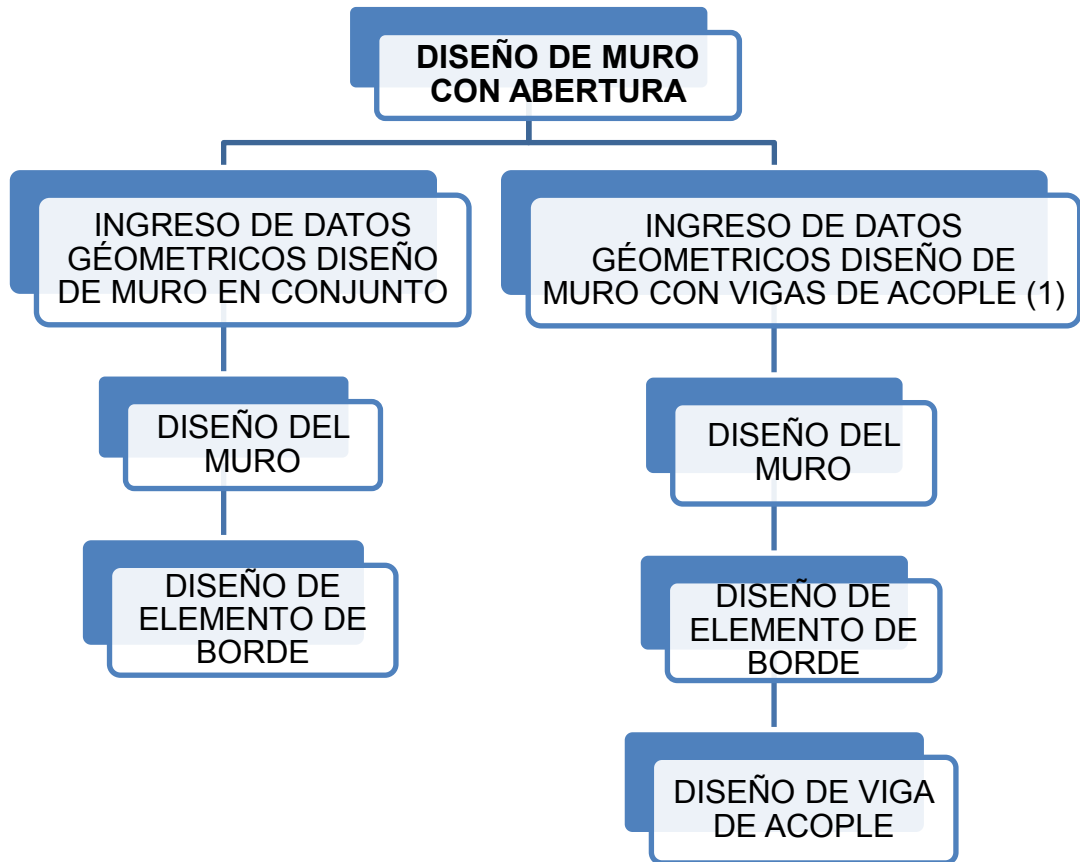 DISEÑO DE MURO
CON ABERTURA
INGRESO DE DATOS
GÉOMETRICOS DISEÑO
DE MURO EN CONJUNTO
DISEÑO DEL
MURO
DISEÑO DE
ELEMENTO DE
BORDE
INGRESO DE DATOS
GÉOMETRICOS DISEÑO DE
MURO CON VIGAS DE ACOPLE (1)
DISEÑO DEL
MURO
DISEÑO DE
ELEMENTO DE
BORDE
DISEÑO DE VIGA
DE ACOPLE